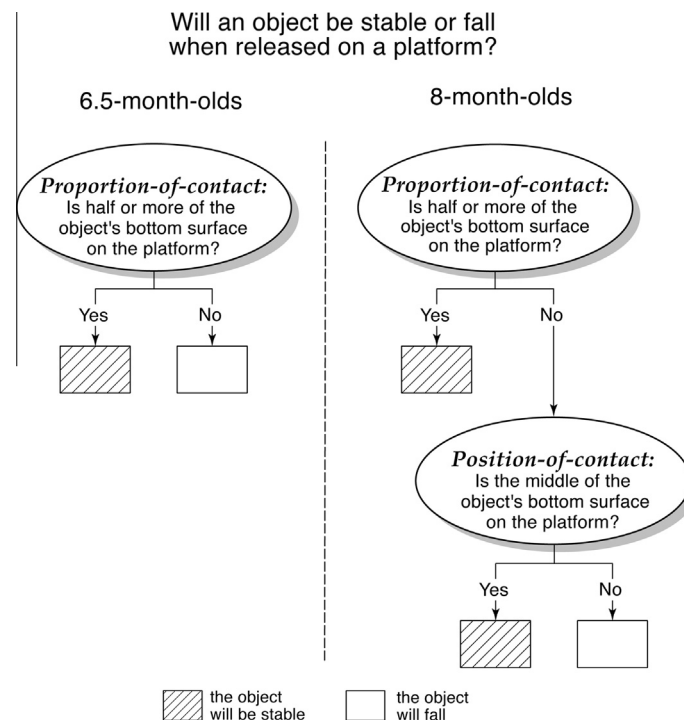 Will an object be stable or fall
when released on a platform?
6.5-month-olds
Proportion-of-contact:
Is half or more of the
object's bottom surface
on the platform?
Yes
No
8-month-olds
Proportion-of-contact:
Is half or more of the
object's bottom surface
on the platform?
Yes
No
Position-of-contact:
Is the middle of the
object's bottom surface
on the platform?
Yes
No
the object
will be stable
the object
will fall